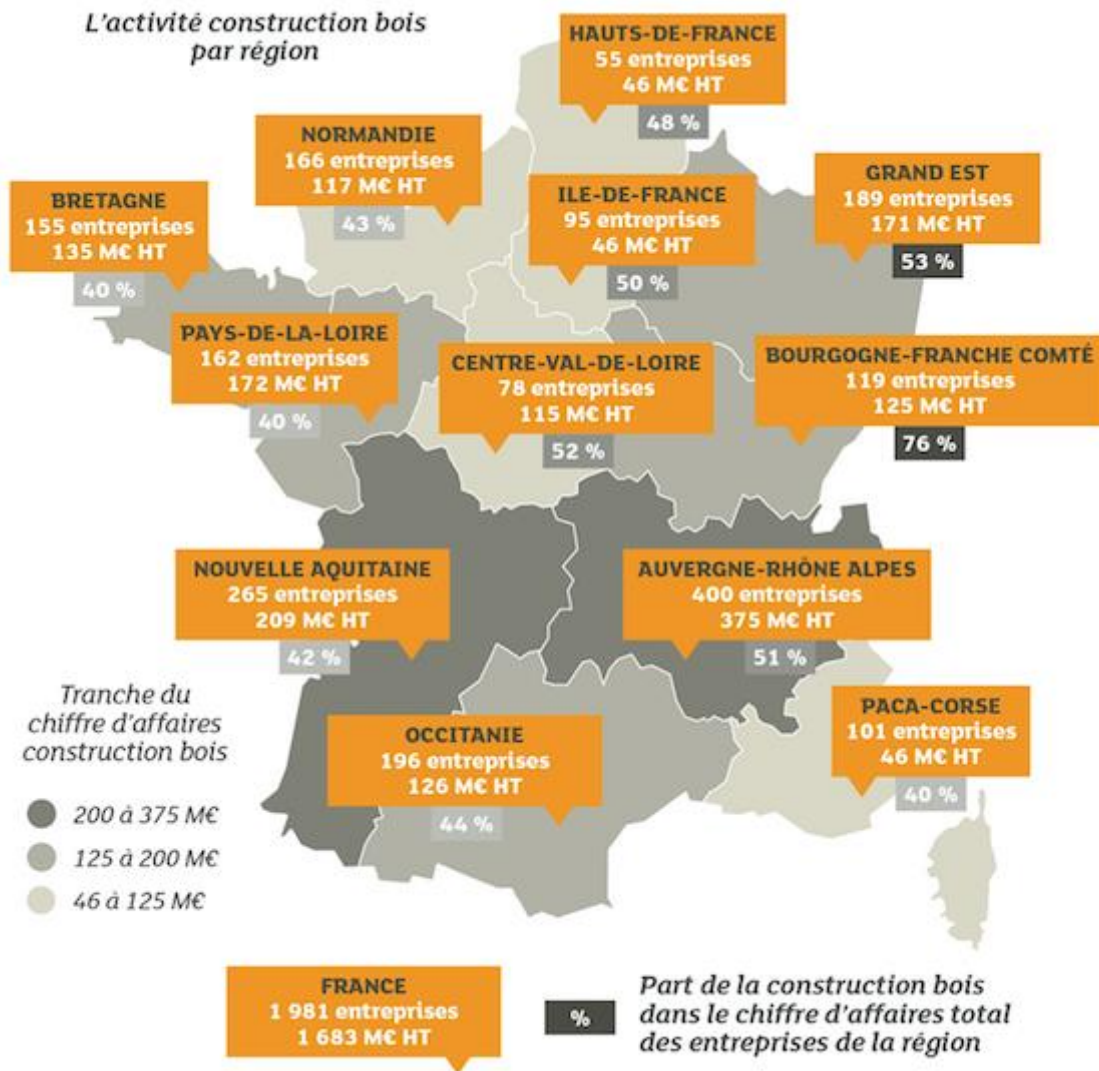 L'activité construction bois
par région
HAUTS-DE-FRANCE
55 entreprises
46 M€ HT
48 %
NORMANDIE
166 entreprises
117 M€ HT
43 %
BRETAGNE
155 entreprises
135 M€ HT
40 %
ILE-DE-FRANCE
95 entreprises
46 M€ HT
50 %
GRAND EST
189 entreprises
171 M€ HT
53 %
PAYS-DE-LA-LOIRE
162 entreprises
172 M€ HT
40 %
CENTRE-VAL-DE-LOIRE
78 entreprises
115 M€ HT
52 %
BOURGOGNE-FRANCHE COMTÉ
119 entreprises
125 M€ HT
76 %
NOUVELLE AQUITAINE
265 entreprises
209 M€ HT
42 %
AUVERGNE-RHÔNE ALPES
400 entreprises
375 M€ HT
51 %
OCCITANIE
196 entreprises
126 M€ HT
44 %
PACA-CORSE
101 entreprises
46 M€ HT
40 %
Tranche du
chiffre d'affaires
construction bois
200 à 375 M€
125 à 200 M€
46 à 125 M€
FRANCE
1 981 entreprises
1 683 M€ HT
%
Part de la construction bois
dans le chiffre d'affaires total
des entreprises de la région